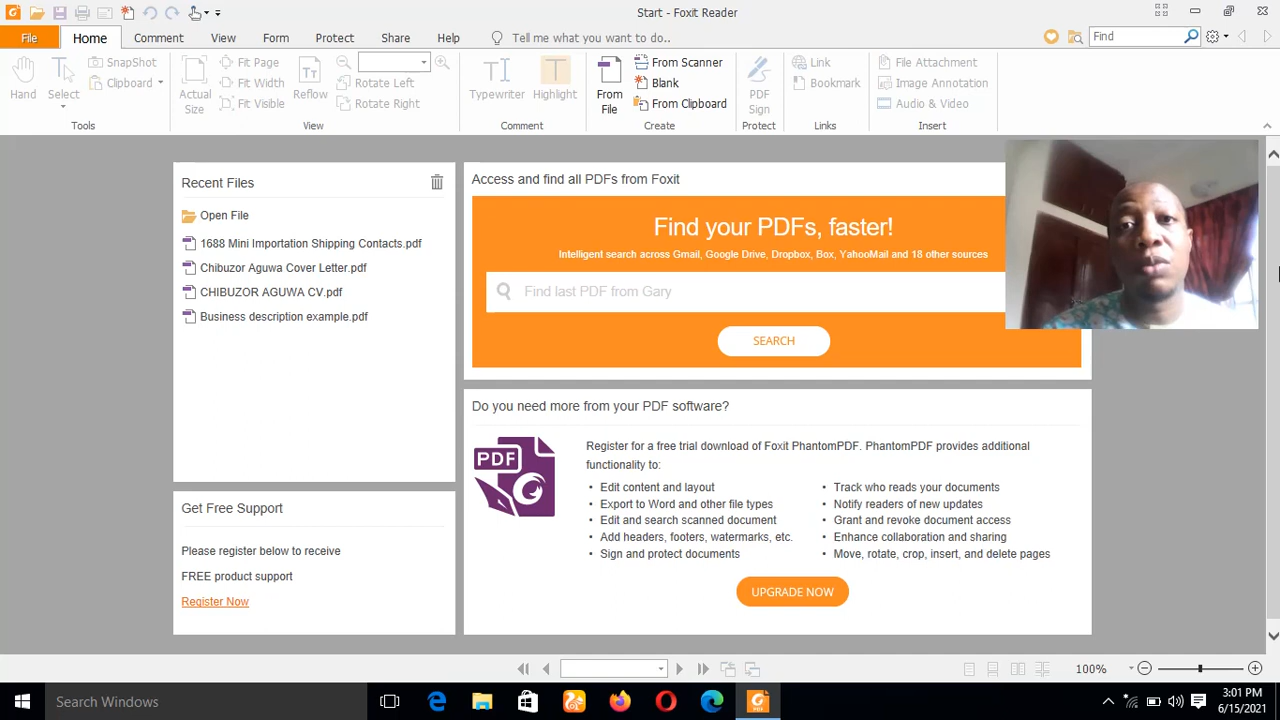 Start - Foxit Reader
File
Home
Comment
View
Form
Protect
Share
Help
Tell me what you want to do..
Find
Hand
Select
SnapShot
Clipboard
Tools
Actual
Size
Fit Page
Fit Width
Fit Visible
Reflow
Rotate Left
Rotate Right
View
Typewriter
Highlight
Comment
From
File
From Scanner
Blank
From Clipboard
Create
PDF
Sign
Protect
Link
Bookmark
Links
File Attachment
Image Annotation
Audio & Video
Insert
Recent Files
Open File
1688 Mini Importation Shipping Contacts.pdf
Chibuzor Aguwa Cover Letter.pdf
CHIBUZOR AGUWA CV.pdf
Business description example.pdf
Get Free Support
Please register below to receive
FREE product support
Register Now
Access and find all PDFs from Foxit
Find your PDFs, faster!
Intelligent search across Gmail, Google Drive, Dropbox, Box, YahooMail and 18 other sources
Find last PDF from Gary
SEARCH
Do you need more from your PDF software?
PDF
Register for a free trial download of Foxit PhantomPDF. PhantomPDF provides additional
functionality to:
• Edit content and layout
• Export to Word and other file types
• Edit and search scanned document
• Add headers, footers, watermarks, etc.
• Sign and protect documents
• Track who reads your documents
• Notify readers of new updates
• Grant and revoke document access
• Enhance collaboration and sharing
• Move, rotate, crop, insert, and delete pages
UPGRADE NOW
100%
Search Windows
3:01 PM
6/15/2021